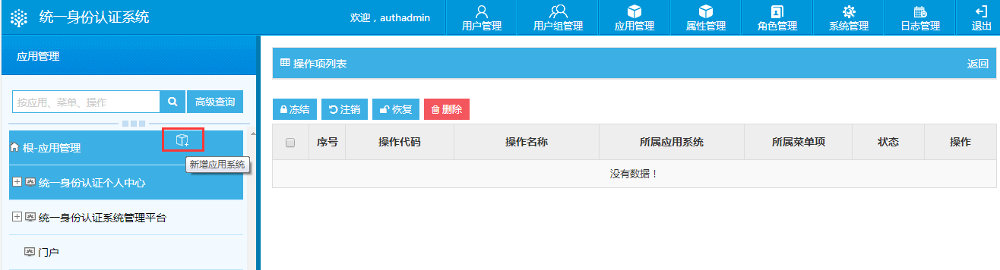 统一身份认证系统
欢迎，authadmin
用户管理
用户组管理
应用管理
属性管理
角色管理
系统管理
日志管理
退出
应用管理
按应用、菜单、操作
高级查询
根-应用管理
新增应用系统
统一身份认证个人中心
统一身份认证系统管理平台
门户
操作项列表
返回
冻结 注销 恢复 删除
序号 操作代码 操作名称 所属应用系统 所属菜单项 状态 操作
没有数据！